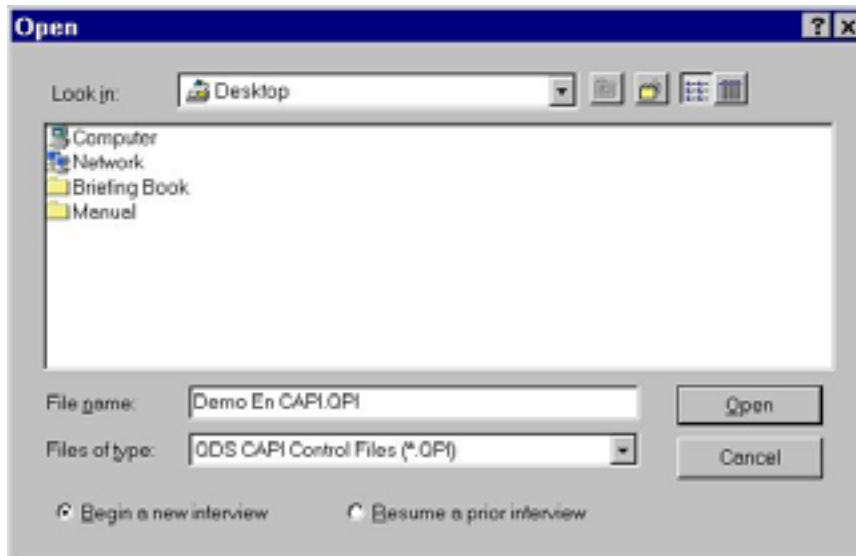 Open
Look in:
Desktop
Computer
Network
Briefing Book
Manual
File name:
Demo En CAPI.QPI
Open
Files of type:
QDS CAPI Control Files (*.QPI)
Cancel
Begin a new interview
Resume a prior interview